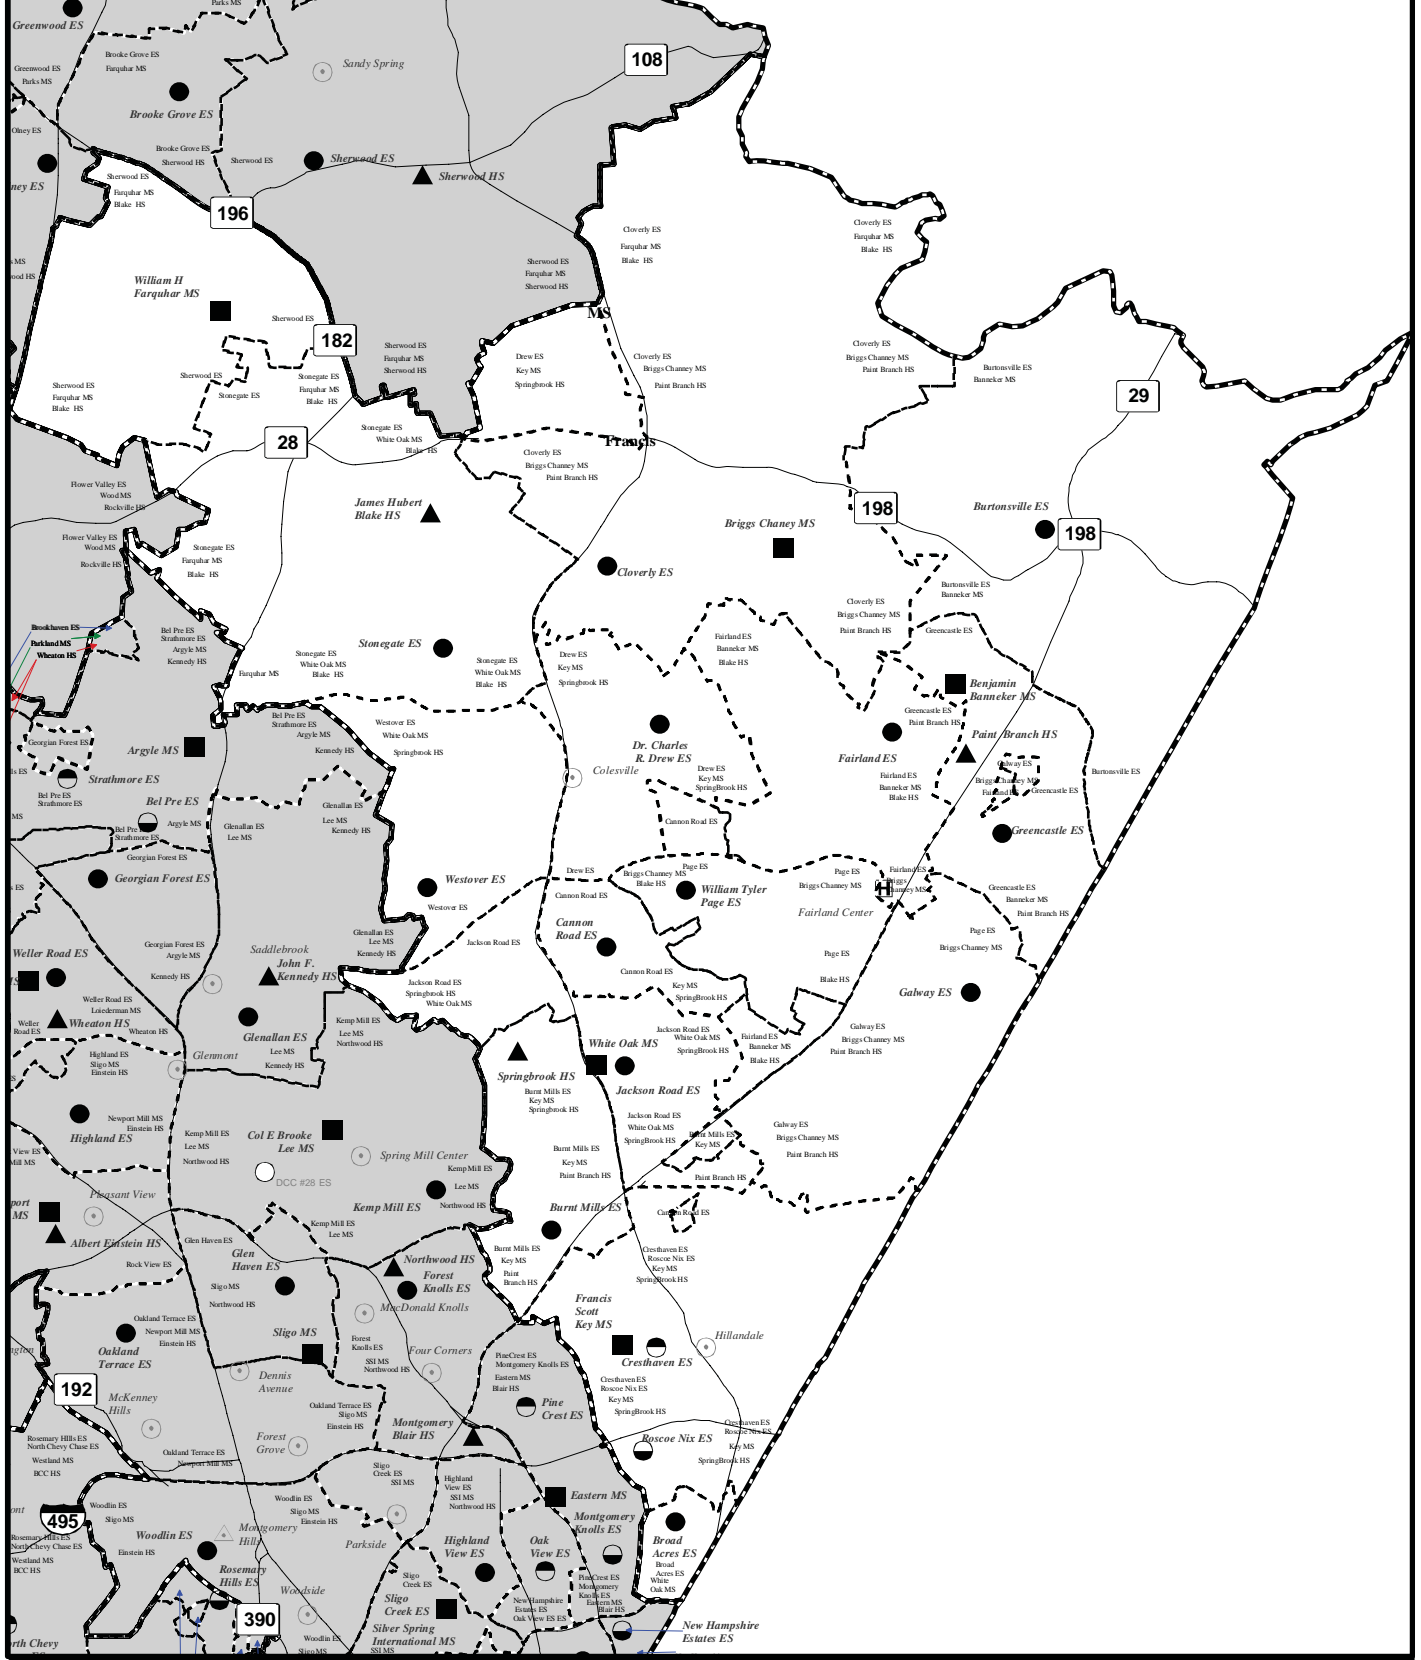 Greenwood ES
Parks MS
Brooke Grove ES
Farquhar MS
Greenwood ES
Parks MS
Sandy Spring
108
Brooke Grove ES
Olney ES
Brooke Grove ES
Sherwood HS
Sherwood ES
Sherwood ES
Sherwood HS
ney ES
Sherwood ES
Farquhar MS
Blake HS
196
Cloverly ES
Farquhar MS
Blake HS
Cloverly ES
Farquhar MS
Blake HS
Sherwood ES
Farquhar MS
Sherwood HS
William H
Farquhar MS
MS
Sherwood ES
182
Sherwood ES
Farquhar MS
Sherwood HS
Drew ES
Key MS
Springbrook HS
Cloverly ES
Briggs Channey MS
Paint Branch HS
Cloverly ES
Briggs Channey MS
Paint Branch HS
Burtonsville ES
Banneker MS
29
Sherwood ES
Farquhar MS
Blake HS
Sherwood ES
Stonegate ES
Stonegate ES
Farquhar MS
Blake HS
28
Stonegate ES
White Oak MS
Blake HS
Francis
Cloverly ES
Briggs Channey MS
Paint Branch HS
Flower Valley ES
Wood MS
Rockville HS
James Hubert
Blake HS
Briggs Chaney MS
198
Burtonsville ES
198
Flower Valley ES
Wood MS
Rockville HS
Stonegate ES
Farquhar MS
Blake HS
Cloverly ES
Burtonsville ES
Banneker MS
Cloverly ES
Briggs Channey MS
Paint Branch HS
Greencastle ES
Brookhaven ES
Parkland MS
Wheaton HS
Bel Pre ES
Strathmore ES
Argyle MS
Kennedy HS
Stonegate ES
Stonegate ES
White Oak MS
Blake HS
Farquhar MS
Stonegate ES
White Oak MS
Blake HS
Drew ES
Key MS
Springbrook HS
Fairland ES
Banneker MS
Blake HS
Benjamin
Banneker MS
Greencastle ES
Paint Branch HS
Bel Pre ES
Strathmore ES
Argyle MS
Kennedy HS
Westover ES
White Oak MS
Springbrook HS
Georgian Forest ES
Argyle MS
Strathmore ES
Bel Pre ES
Strathmore ES
Dr. Charles
R. Drew ES
Colesville
Drew ES
Key MS
SpringBrook HS
Fairland ES
Fairland ES
Banneker MS
Blake HS
Paint Branch HS
Galway ES
Briggs Channey MS
Fairland HS
Greencastle ES
Burtonsville ES
Greencastle ES
Bel Pre ES
Argyle MS
Bel Pre ES
Strathmore ES
Glenallan ES
Lee MS
Glenallan ES
Lee MS
Kennedy HS
Cannon Road ES
Georgian Forest ES
Georgian Forest ES
Westover ES
Westover ES
Drew ES
Cannon Road ES
Briggs Channey MS
Blake HS
Page ES
William Tyler
Page ES
Page ES
Briggs Channey MS
H
Fairland ES
Briggs
Channey MS
Fairland Center
Greencastle ES
Banneker MS
Paint Branch HS
Cannon
Road ES
Page ES
Briggs Channey MS
Weller Road ES
Georgian Forest ES
Argyle MS
Kennedy HS
Saddlebrook
John F.
Kennedy HS
Glenallan ES
Lee MS
Kennedy HS
Jackson Road ES
Jackson Road ES
Springbrook HS
White Oak MS
Cannon Road ES
Key MS
SpringBrook HS
Page ES
Blake HS
Galway ES
Weller Road ES
Loiederman MS
Wheaton HS
Weller
Road ES
Wheaton HS
Glenallan ES
Lee MS
Kennedy HS
Kemp Mill ES
Lee MS
Northwood HS
Jackson Road ES
White Oak MS
SpringBrook HS
Fairland ES
Banneker MS
Blake HS
Galway ES
Briggs Channey MS
Paint Branch HS
Highland ES
Sligo MS
Einstein HS
Glenmont
Springbrook HS
White Oak MS
Jackson Road ES
Burnt Mills ES
Key MS
Springbrook HS
Highland ES
Newport Mill MS
Einstein HS
Col E Brooke
Lee MS
Kemp Mill ES
Lee MS
Northwood HS
Jackson Road ES
White Oak MS
SpringBrook HS
Burnt Mills ES
Key MS
Galway ES
Briggs Channey MS
Paint Branch HS
View ES
Mill MS
Spring Mill Center
Kemp Mill ES
Lee MS
Northwood HS
DCC #28 ES
Kemp Mill ES
Burnt Mills ES
Key MS
Paint Branch HS
Paint Branch HS
Pleasant View
port
MS
Albert Einstein HS
Rock View ES
Kemp Mill ES
Lee MS
Burnt Mills ES
Cannon Road ES
Glen Haven ES
Glen
Haven ES
Sligo MS
Northwood HS
Northwood HS
Forest
Knolls ES
MacDonald Knolls
Burnt Mills ES
Key MS
Paint
Branch HS
Cresthaven ES
Roscoe Nix ES
Key MS
SpringBrook HS
Oakland Terrace ES
Newport Mill MS
Einstein HS
Oakland
Terrace ES
Sligo MS
Forest
Knolls ES
SSI MS
Northwood HS
Four Corners
Francis
Scott
Key MS
Hillandale
Cresthaven ES
PineCrest ES
Montgomery Knolls ES
Eastern MS
Blair HS
Pine
Crest ES
Cresthaven ES
Roscoe Nix ES
Key MS
SpringBrook HS
ngton
192
McKenney
Hills
Dennis
Avenue
Oakland Terrace ES
Sligo MS
Einstein HS
Montgomery
Blair HS
Roscoe Nix ES
Cresthaven ES
Roscoe Nix ES
Key MS
SpringBrook HS
Rosemary Hills ES
North Chevy Chase ES
Westland MS
BCC HS
Oakland Terrace ES
Newport Mill MS
Forest
Grove
Sligo
Creek ES
SSI MS
Highland
View ES
SSI MS
Northwood HS
Eastern MS
Montgomery
Knolls ES
Woodlin ES
Sligo MS
Einstein HS
495
ont
Rosemary Hills ES
North Chevy Chase ES
Westland MS
BCC HS
Woodlin ES
Sligo MS
Einstein HS
Woodlin ES
Montgomery
Hills
Parkside
Highland
View ES
Oak
View ES
Broad
Acres ES
Broad
Acres ES
White
Oak MS
Rosemary
Hills ES
Woodside
Sligo
Creek ES
Sligo
Creek ES
New Hampshire
Estates ES
Oak View ES ES
PineCrest ES
Montgomery
Knolls ES
Eastern MS
Blair HS
390
Silver Spring
International MS
SSI MS
Woodlin ES
Sligo MS
New Hampshire
Estates ES
rth Chevy